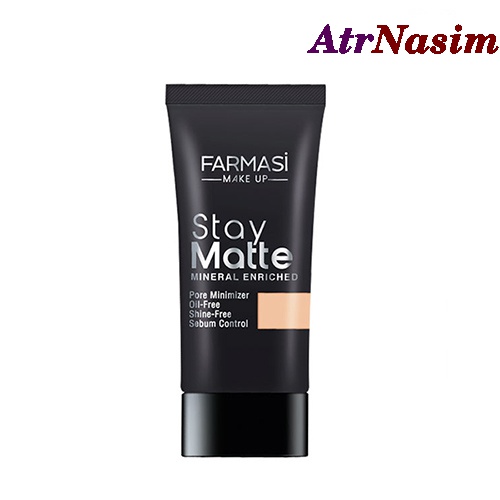 AtrNasim
FARMASİ
MAKE UP
Stay
Matte
MINERAL ENRICHED
Pore Minimizer
Oil-Free
Shine-Free
Sebum Control